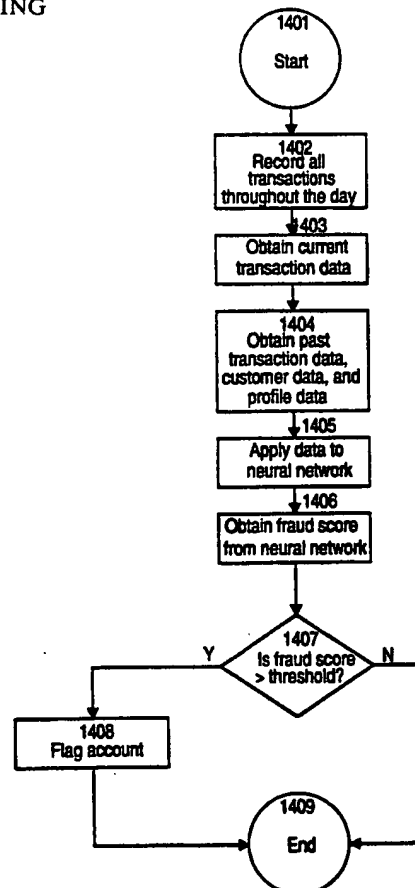 ING
1401
Start
1402
Record all
transactions
throughout the day
1403
Obtain current
transaction data
1404
Obtain past
transaction data,
customer data, and
profile data
1405
Apply data to
neural network
1406
Obtain fraud score
from neural network
1407
Is fraud score
> threshold?
Y
N
1408
Flag account
1409
End